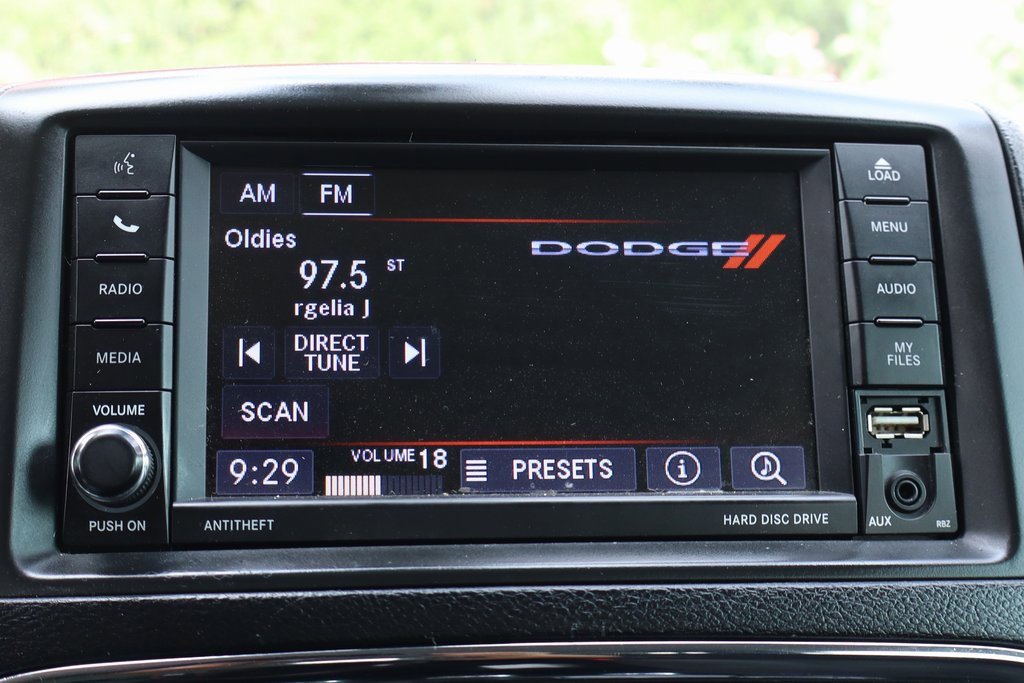 AM FM
Oldies
97.5 ST
rgelia J
DIRECT
TUNE
SCAN
9:29 VOLUME 18 PRESETS
DODGE
RADIO
MEDIA
VOLUME
PUSH ON
ANTITHEFT
HARD DISC DRIVE
LOAD
MENU
AUDIO
MY
FILES
AUX RBZ